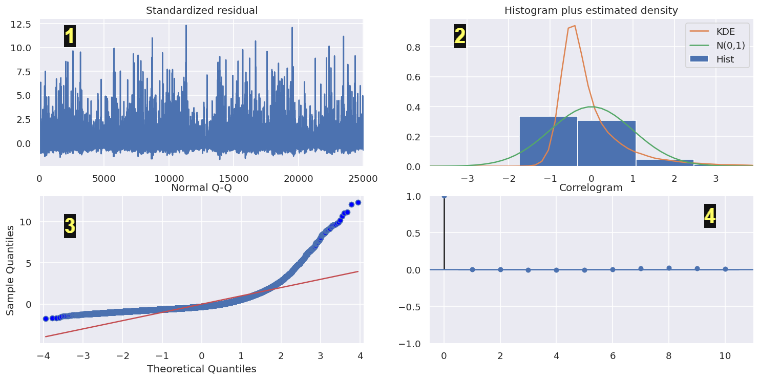 Standardized residual
1
12.5
10.0
7.5
5.0
2.5
0.0
0 5000 10000 15000 20000 25000
Histogram plus estimated density
2
KDE
N(0,1)
Hist
0.8
0.6
0.4
0.2
0.0
−3 −2 −1 0 1 2 3
Normal Q-Q
3
Sample Quantiles
10
5
0
−4 −3 −2 −1 0 1 2 3 4
Theoretical Quantiles
Correlogram
4
1.0
0.5
0.0
−0.5
−1.0
0 2 4 6 8 10